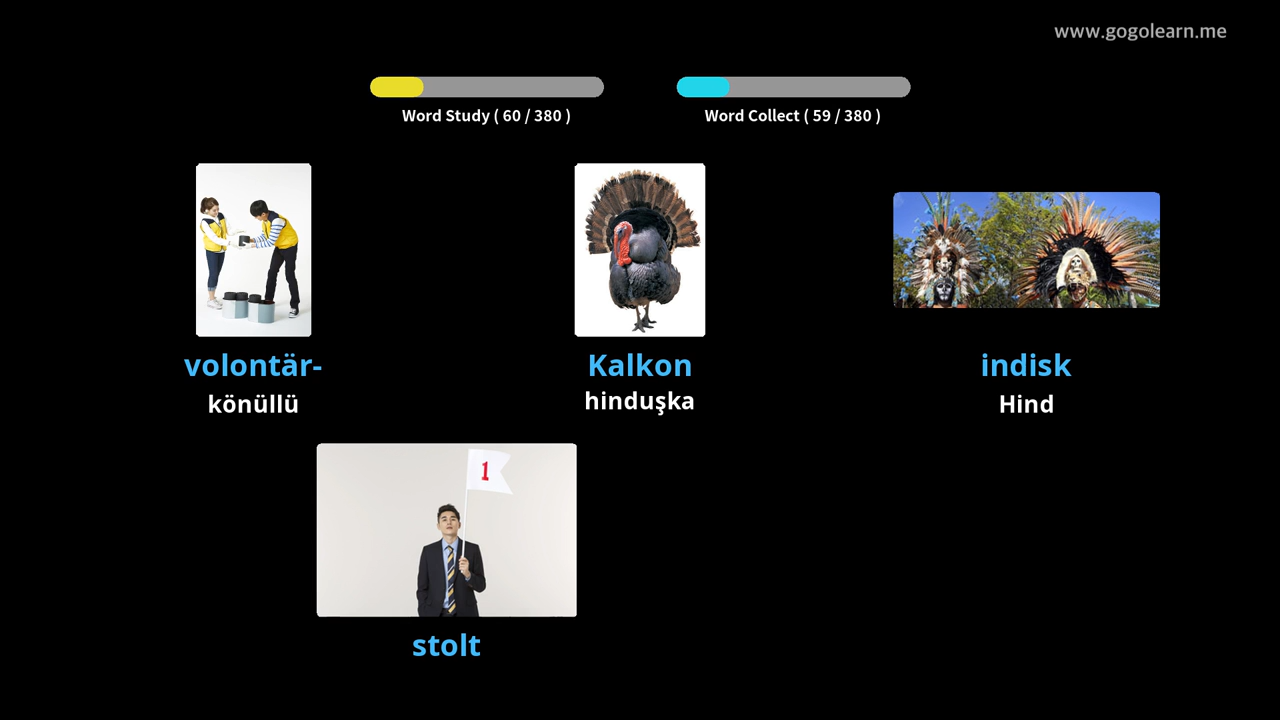 www.gogolearn.me
Word Study ( 60 / 380 )
Word Collect ( 59 / 380 )
volontär-
könüllü
Kalkon
hinduşka
indisk
Hind
1
stolt